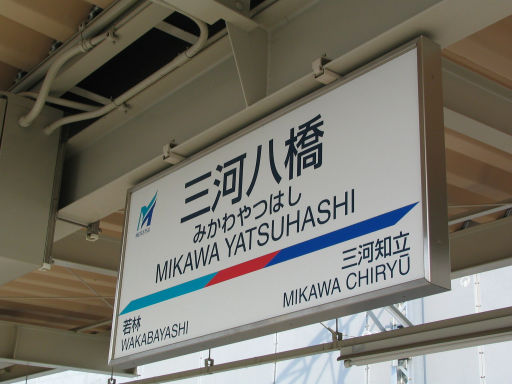 三河八橋
みかわやつはし
MIKAWA YATSUHASHI
若林
WAKABAYASHI
三河知立
MIKAWA CHIRYŪ